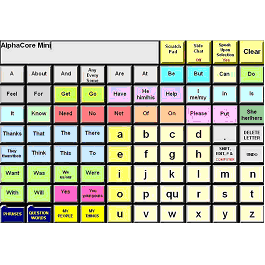 AlphaCore Mini
Scratch Pad
Vide Chat Off
Speak Upon Selection Yes
Clear
A About And Any Every Some Are At Be But Can Do
Feel For Get Go Have He him/his Help I me/my In Is
It Know Need No Not Of On Please Put She her/hers
Thanks That The There a b c d . DELETE LETTER
They them/their Think This To e f g h
Want Was We us/our Were i j k l m n
With Will Yes You your/yours o p qu r s t
PHRASES QUESTION WORDS MY PEOPLE MY THINGS u v w x y z